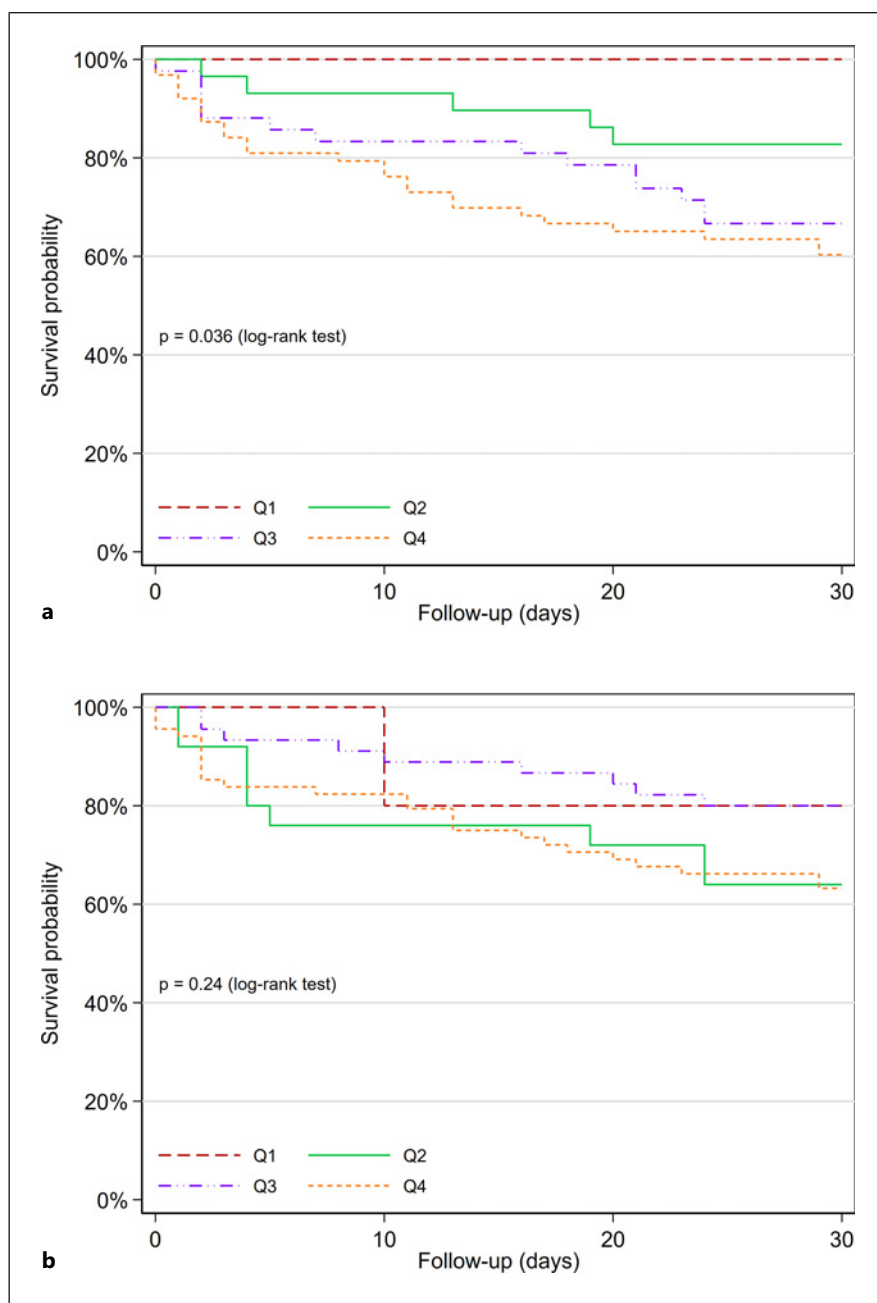 100%
80%
60%
40%
20%
0%
Survival probability
p = 0.036 (log-rank test)
Q1 Q2
Q3 Q4
0 10 20 30
Follow-up (days)
a
100%
80%
60%
40%
20%
0%
Survival probability
p = 0.24 (log-rank test)
Q1 Q2
Q3 Q4
0 10 20 30
Follow-up (days)
b